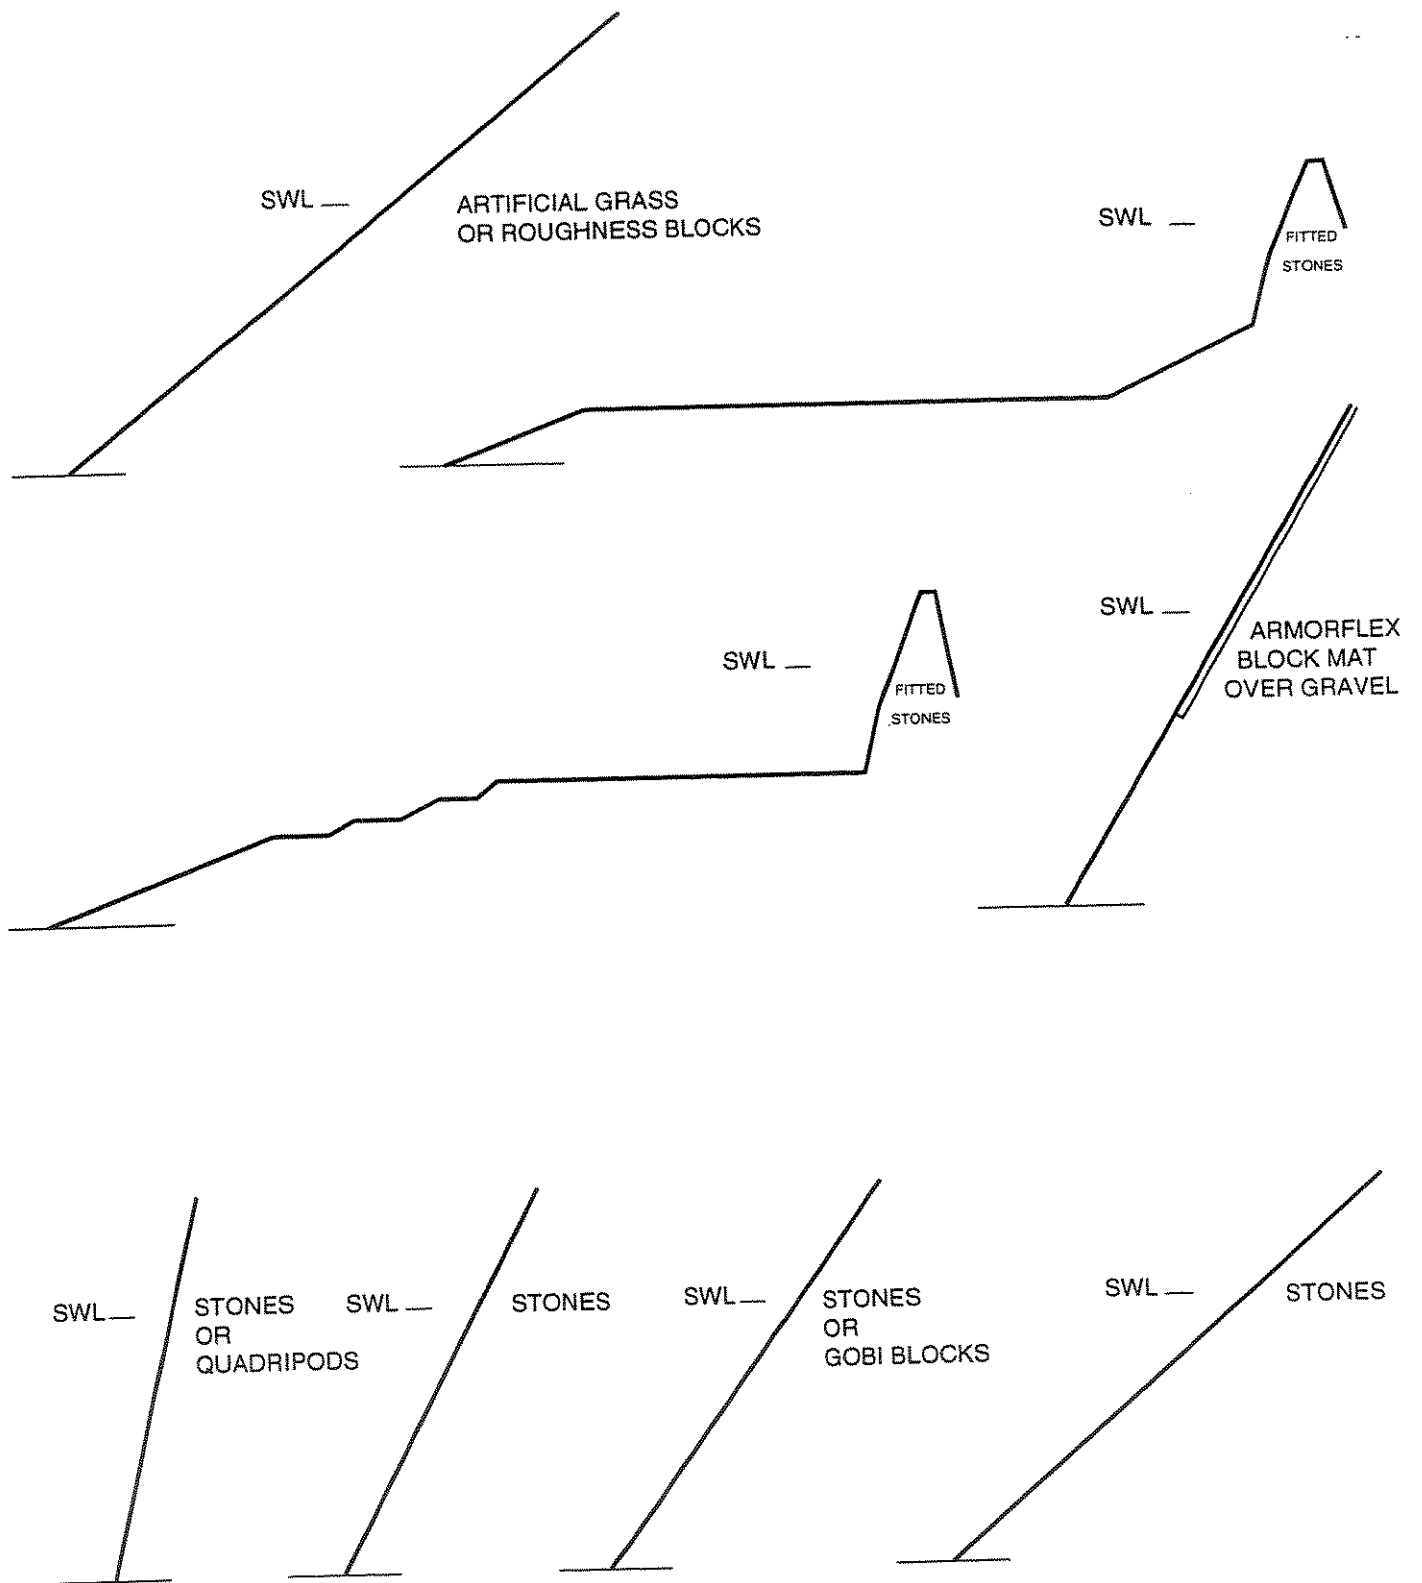 SWL
ARTIFICIAL GRASS
OR ROUGHNESS BLOCKS
SWL
FITTED
STONES
SWL
FITTED
STONES
SWL
ARMORFLEX
BLOCK MAT
OVER GRAVEL
SWL
STONES
OR
QUADRIPODS
SWL
STONES
SWL
STONES
OR
GOBI BLOCKS
SWL
STONES